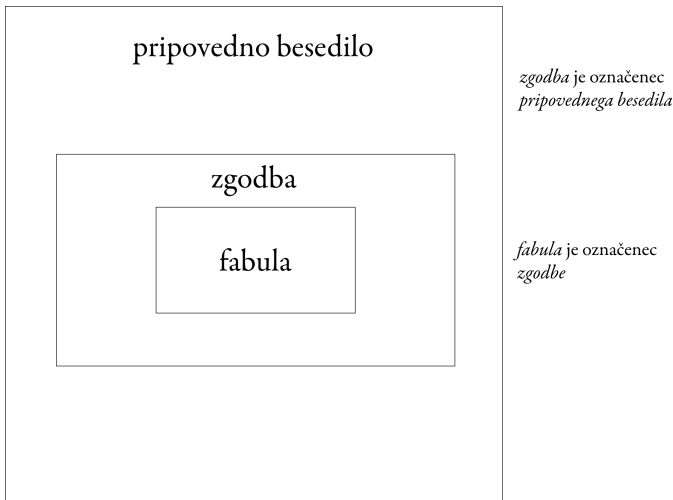 pripovedno besedilo
zgodba je označenec
pripovednega besedila
zgodba
fabula
fabula je označenec
zgodbe